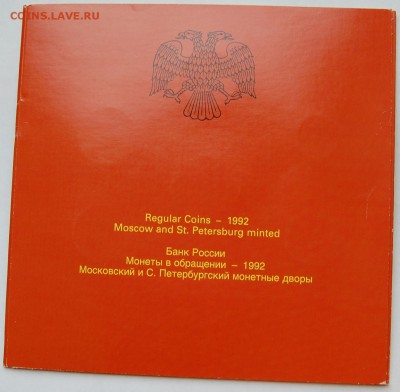 COINS.LAVE.RU
Regular Coins – 1992
Moscow and St. Petersburg minted
Банк России
Монеты в обращении – 1992
Московский и С. Петербургский монетные дворы